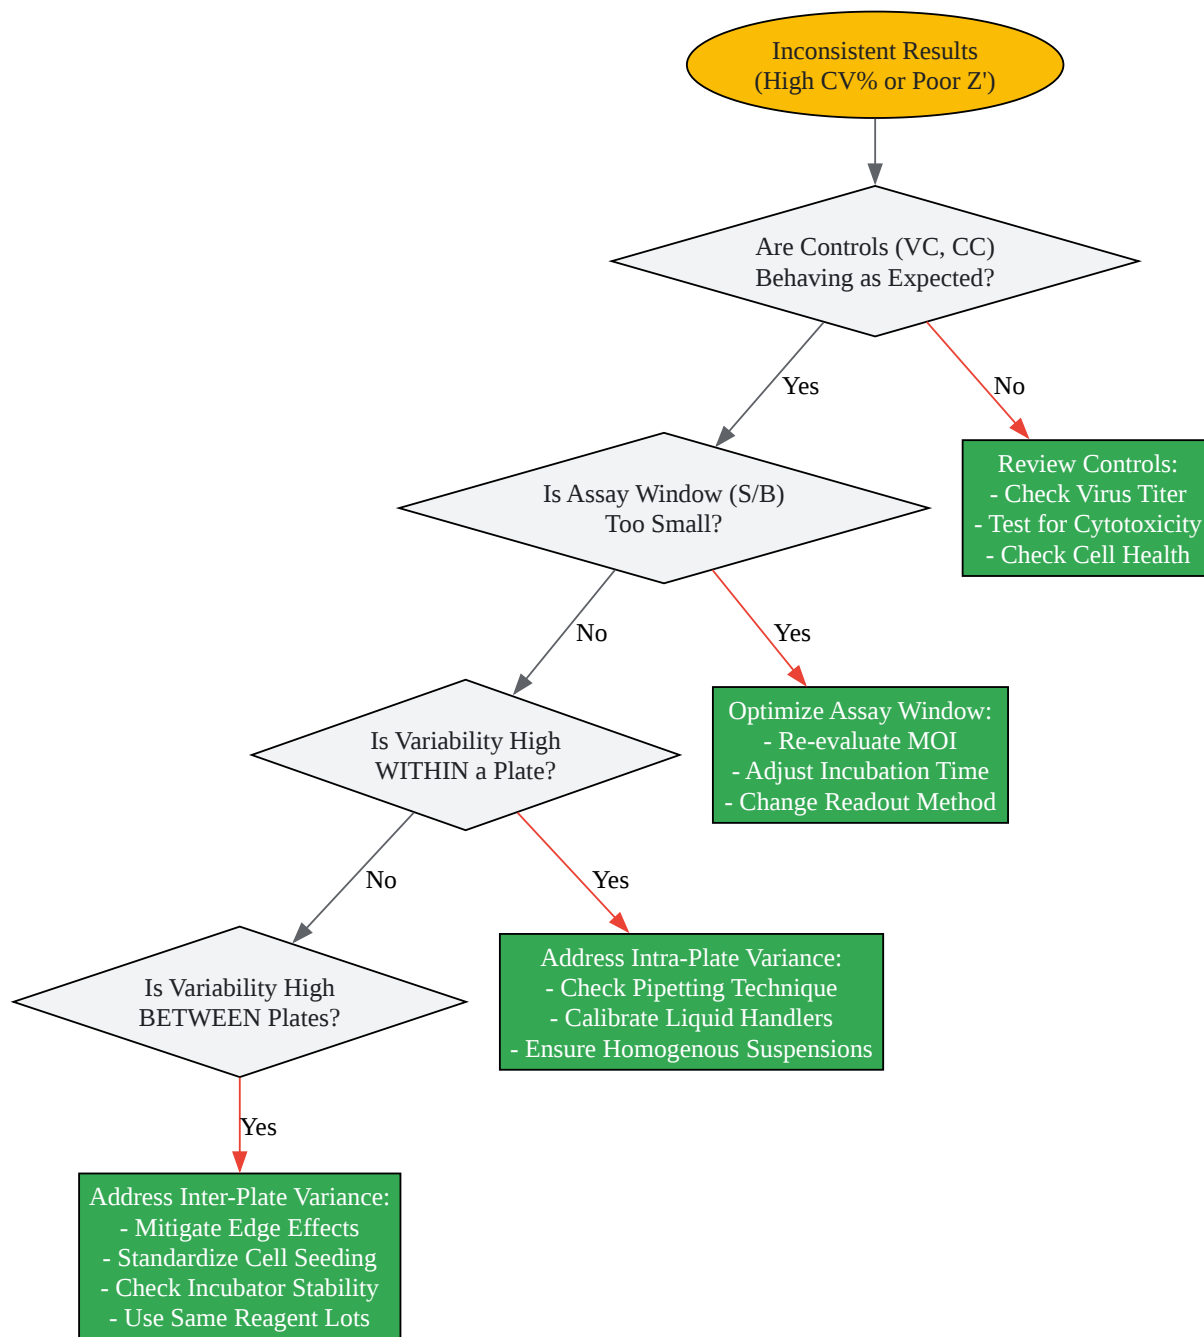 Inconsistent Results
(High CV% or Poor Z')
Are Controls (VC, CC)
Behaving as Expected?
Yes
No
Review Controls:
- Check Virus Titer
- Test for Cytotoxicity
- Check Cell Health
Is Assay Window (S/B)
Too Small?
No
Yes
Optimize Assay Window:
- Re-evaluate MOI
- Adjust Incubation Time
- Change Readout Method
Is Variability High
WITHIN a Plate?
No
Yes
Address Intra-Plate Variance:
- Check Pipetting Technique
- Calibrate Liquid Handlers
- Ensure Homogenous Suspensions
Is Variability High
BETWEEN Plates?
Yes
Address Inter-Plate Variance:
- Mitigate Edge Effects
- Standardize Cell Seeding
- Check Incubator Stability
- Use Same Reagent Lots